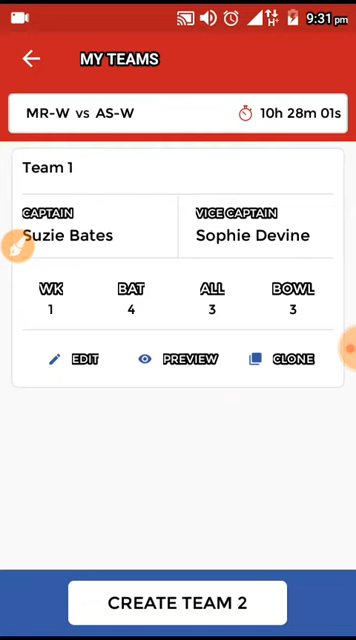 H+ 9:31 pm
MY TEAMS
MR-W vs AS-W 10h 28m 01s
Team 1
CAPTAIN VICE CAPTAIN
Suzie Bates Sophie Devine
WK BAT ALL BOWL
1 4 3 3
EDIT PREVIEW CLONE
CREATE TEAM 2